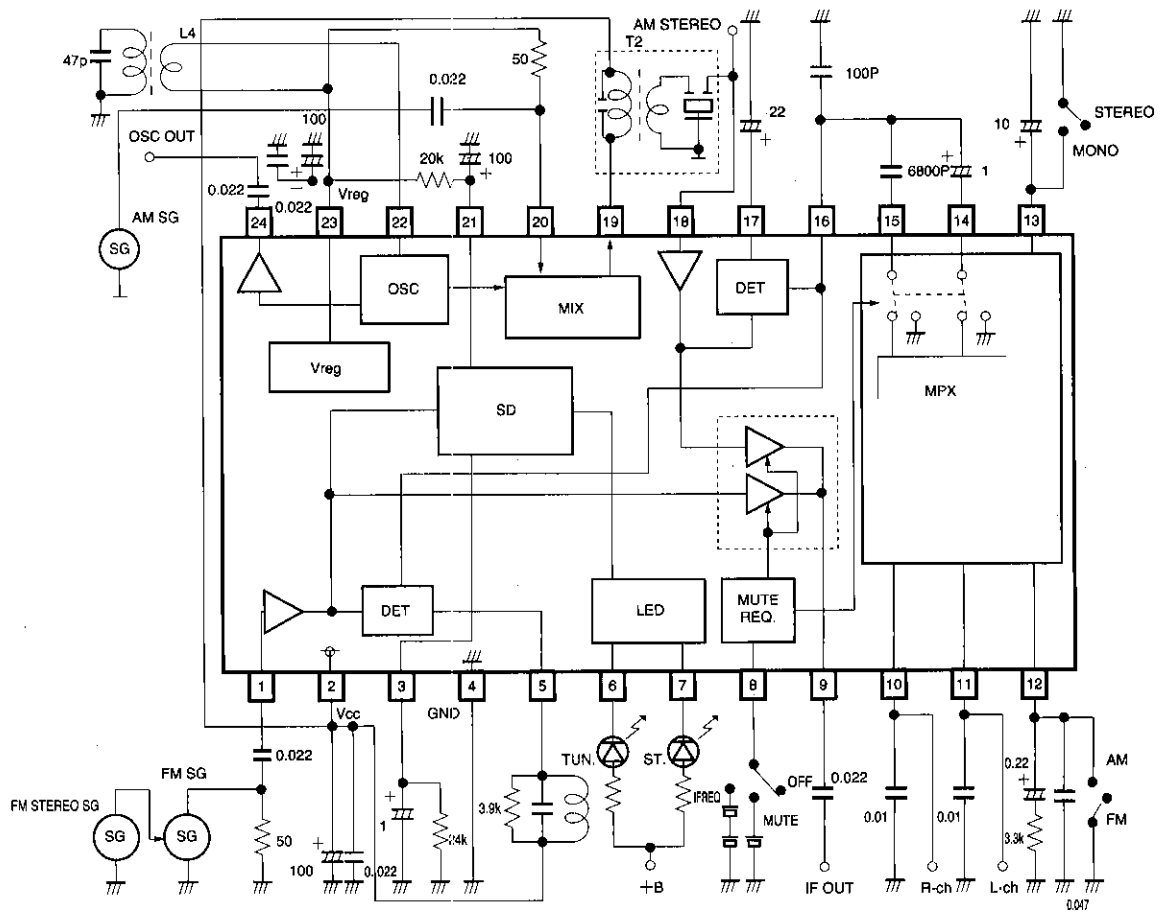 L4
47p
OSC OUT
AM SG
SG
0.022
100
0.022
Vreg
20k
100
0.022
50
T2
AM STEREO
22
100P
6800P
1
10
STEREO
MONO
24
23
22
21
20
19
18
17
16
15
14
13
OSC
MIX
DET
Vreg
SD
MPX
DET
LED
MUTE REQ.
1
2
3
4
5
6
7
8
9
10
11
12
Vcc
GND
0.022
FM SG
FM STEREO SG
SG
SG
50
100
0.022
1
24k
3.9k
TUN.
ST.
+B
IFREQ
OFF
MUTE
0.022
IF OUT
0.01
R-ch
0.01
L-ch
0.22
3.3k
0.047
AM
FM